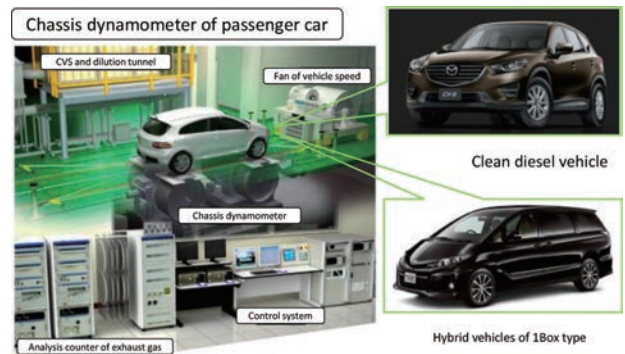 Chassis dynamometer of passenger car
CVS and dilution tunnel
Fan of vehicle speed
Clean diesel vehicle
Chassis dynamometer
Control system
Analysis counter of exhaust gas
Hybrid vehicles of 1Box type